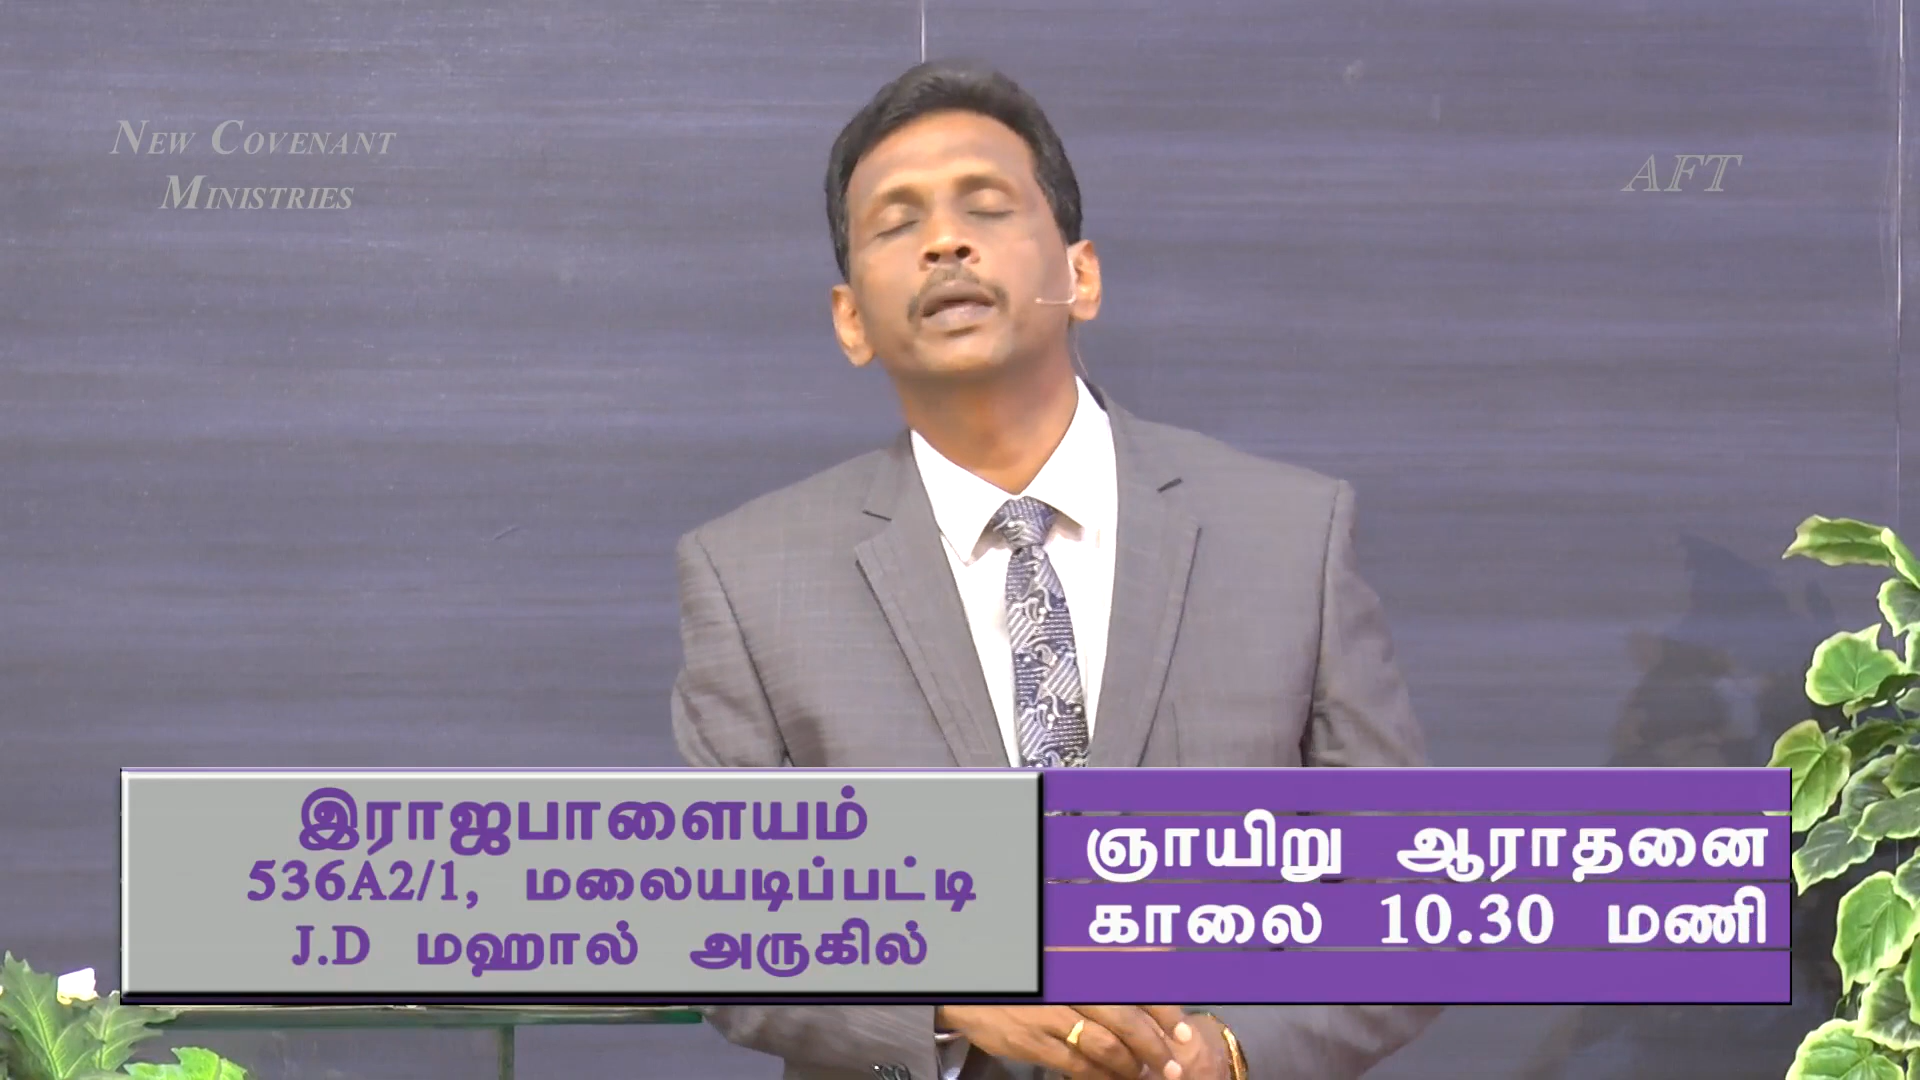 NEW COVENANT
MINISTRIES
AFT
இராஜபாளையம்
536A2/1, மலையடிப்பட்டி
J.D மஹால் அருகில்
ஞாயிறு ஆராதனை
காலை 10.30 மணி